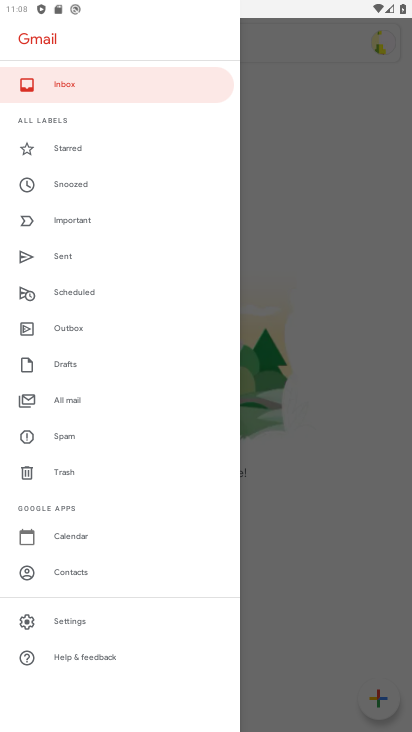 11:08
Gmail
Inbox
ALL LABELS
Starred
Snoozed
Important
Sent
Scheduled
Outbox
Drafts
All mail
Spam
Trash
GOOGLE APPS
Calendar
Contacts
Settings
Help & feedback
e!